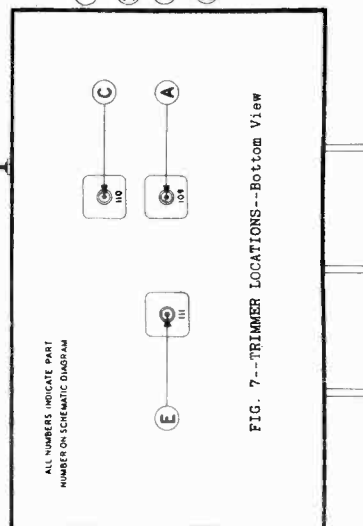 ALL NUMBERS INDICATE PART
NUMBER ON SCHEMATIC DIAGRAM
C
110
A
109
E
111
FIG. 7--TRIMMER LOCATIONS--Bottom View